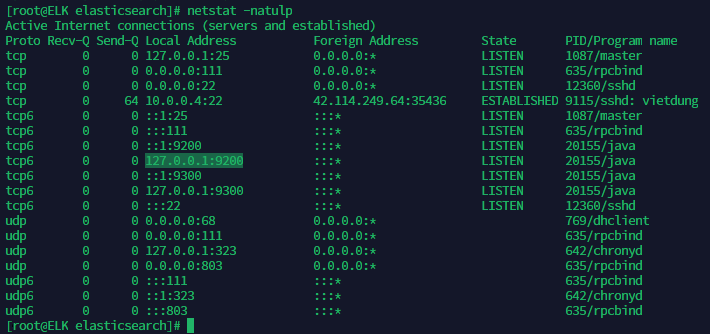 [root@ELK elasticsearch]# netstat -natulp
Active Internet connections (servers and established)
Proto Recv-Q Send-Q Local Address           Foreign Address         State       PID/Program name
tcp        0      0 127.0.0.1:25            0.0.0.0:*               LISTEN      1087/master
tcp        0      0 0.0.0.0:111             0.0.0.0:*               LISTEN      635/rpcbind
tcp        0      0 0.0.0.0:22              0.0.0.0:*               LISTEN      12360/sshd
tcp        0     64 10.0.0.4:22             42.114.249.64:35436     ESTABLISHED 9115/sshd: vietdung
tcp6       0      0 ::1:25                  :::*                    LISTEN      1087/master
tcp6       0      0 :::111                  :::*                    LISTEN      635/rpcbind
tcp6       0      0 ::1:9200                :::*                    LISTEN      20155/java
tcp6       0      0 127.0.0.1:9200          :::*                    LISTEN      20155/java
tcp6       0      0 ::1:9300                :::*                    LISTEN      20155/java
tcp6       0      0 127.0.0.1:9300          :::*                    LISTEN      20155/java
tcp6       0      0 :::22                   :::*                    LISTEN      12360/sshd
udp        0      0 0.0.0.0:68              0.0.0.0:*                           769/dhclient
udp        0      0 0.0.0.0:111             0.0.0.0:*                           635/rpcbind
udp        0      0 127.0.0.1:323           0.0.0.0:*                           642/chronyd
udp        0      0 0.0.0.0:803             0.0.0.0:*                           635/rpcbind
udp6       0      0 :::111                  :::*                                635/rpcbind
udp6       0      0 ::1:323                 :::*                                642/chronyd
udp6       0      0 :::803                  :::*                                635/rpcbind
[root@ELK elasticsearch]#